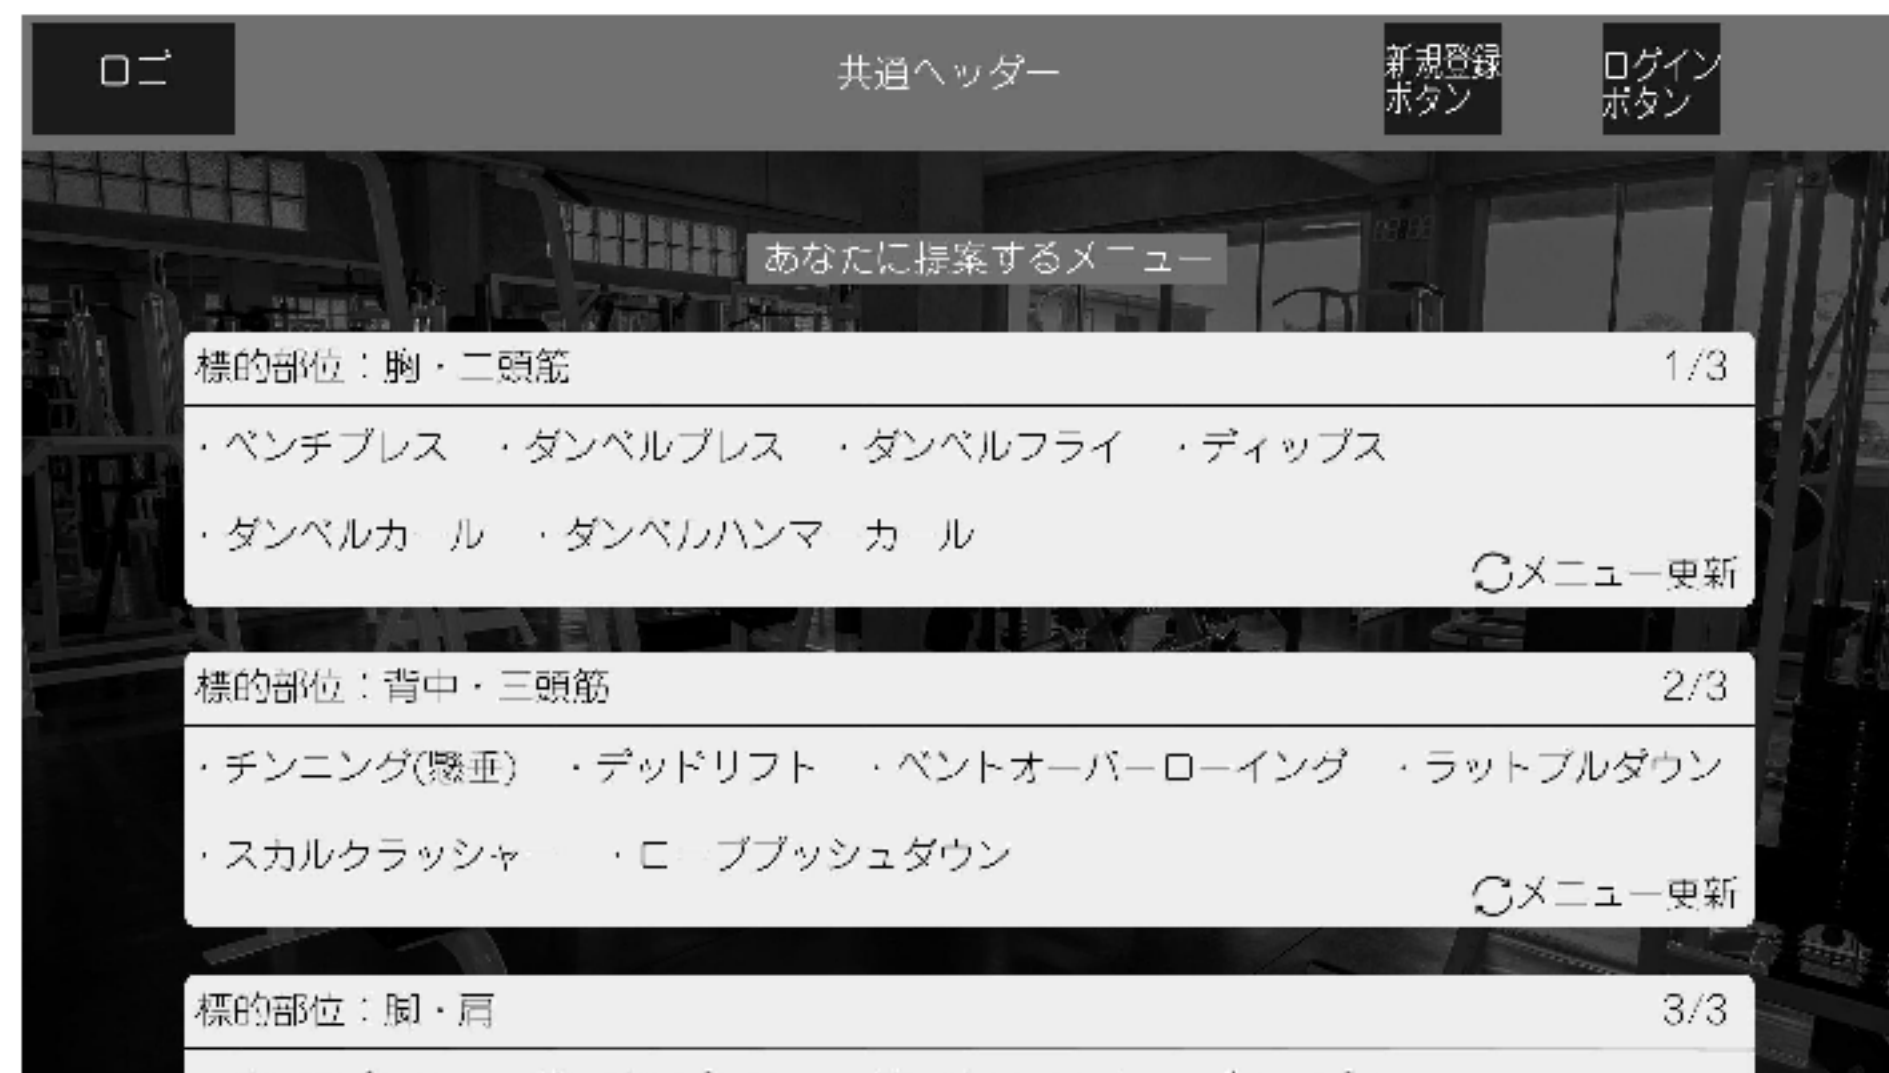 ロゴ
共通ヘッダー
新規登録
ボタン
ログイン
ボタン
あなたに提案するメニュー
標的部位：胸・二頭筋 1/3
・ベンチプレス ・ダンベルプレス ・ダンベルフライ ・ディップス
・ダンベルカール ・ダンベルハンマーカール
メニュー更新
標的部位：背中・三頭筋 2/3
・チンニング(懸垂) ・デッドリフト ・ベントオーバーローイング ・ラットプルダウン
・スカルクラッシャー ・ローププッシュダウン
メニュー更新
標的部位：脚・肩 3/3